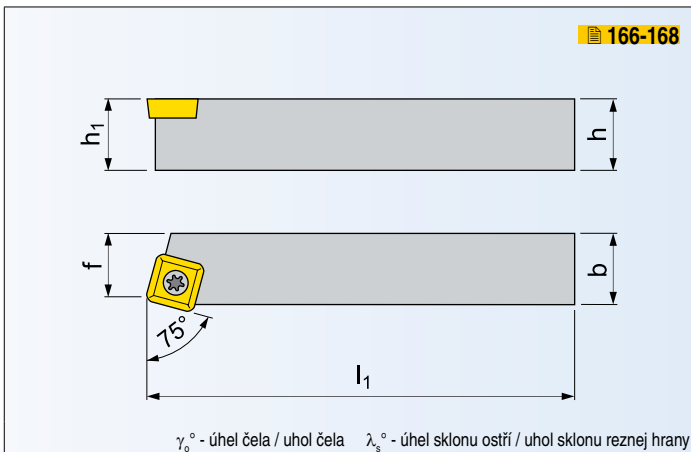 166-168
h₁
h
f
b
75°
l₁
γₒ° - úhel čela / uhol čela λₛ° - úhel sklonu ostří / uhol sklonu reznej hrany